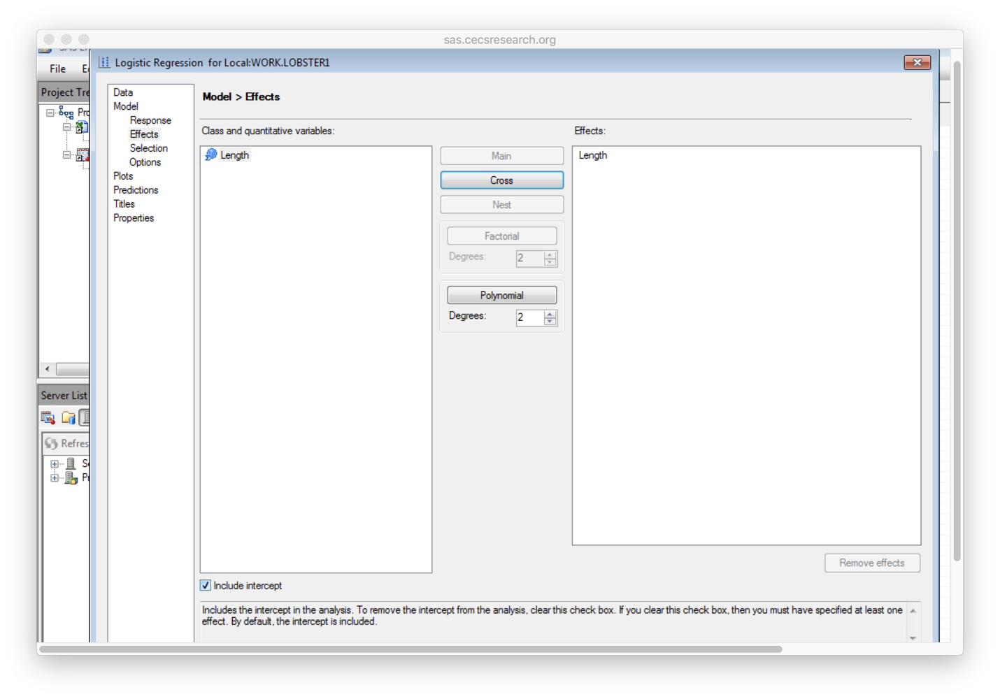 sas.cecsresearch.org
Logistic Regression for Local:WORK.LOBSTER1
File
Project Tre
Data
Model
Response
Effects
Selection
Options
Plots
Predictions
Titles
Properties
Model > Effects
Class and quantitative variables:
Length
Main
Cross
Nest
Factorial
Degrees: 2
Polynomial
Degrees: 2
Effects:
Length
Remove effects
Include intercept
Includes the intercept in the analysis. To remove the intercept from the analysis, clear this check box. If you clear this check box, then you must have specified at least one
effect. By default, the intercept is included.
Server List
Refres